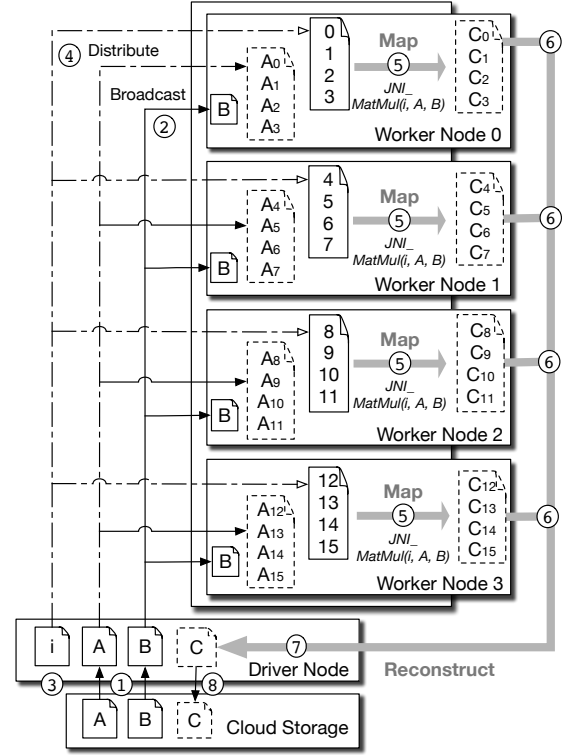 ④ Distribute
Broadcast
②
B
A0
A1
A2
A3
0
1
2
3
Map
⑤
JNI_
MatMul(i, A, B)
C0
C1
C2
C3
⑥
Worker Node 0
B
A4
A5
A6
A7
4
5
6
7
Map
⑤
JNI_
MatMul(i, A, B)
C4
C5
C6
C7
⑥
Worker Node 1
B
A8
A9
A10
A11
8
9
10
11
Map
⑤
JNI_
MatMul(i, A, B)
C8
C9
C10
C11
⑥
Worker Node 2
B
A12
A13
A14
A15
12
13
14
15
Map
⑤
JNI_
MatMul(i, A, B)
C12
C13
C14
C15
⑥
Worker Node 3
i
A
B
C
⑦
Driver Node
Reconstruct
③
①
⑧
A
B
C
Cloud Storage